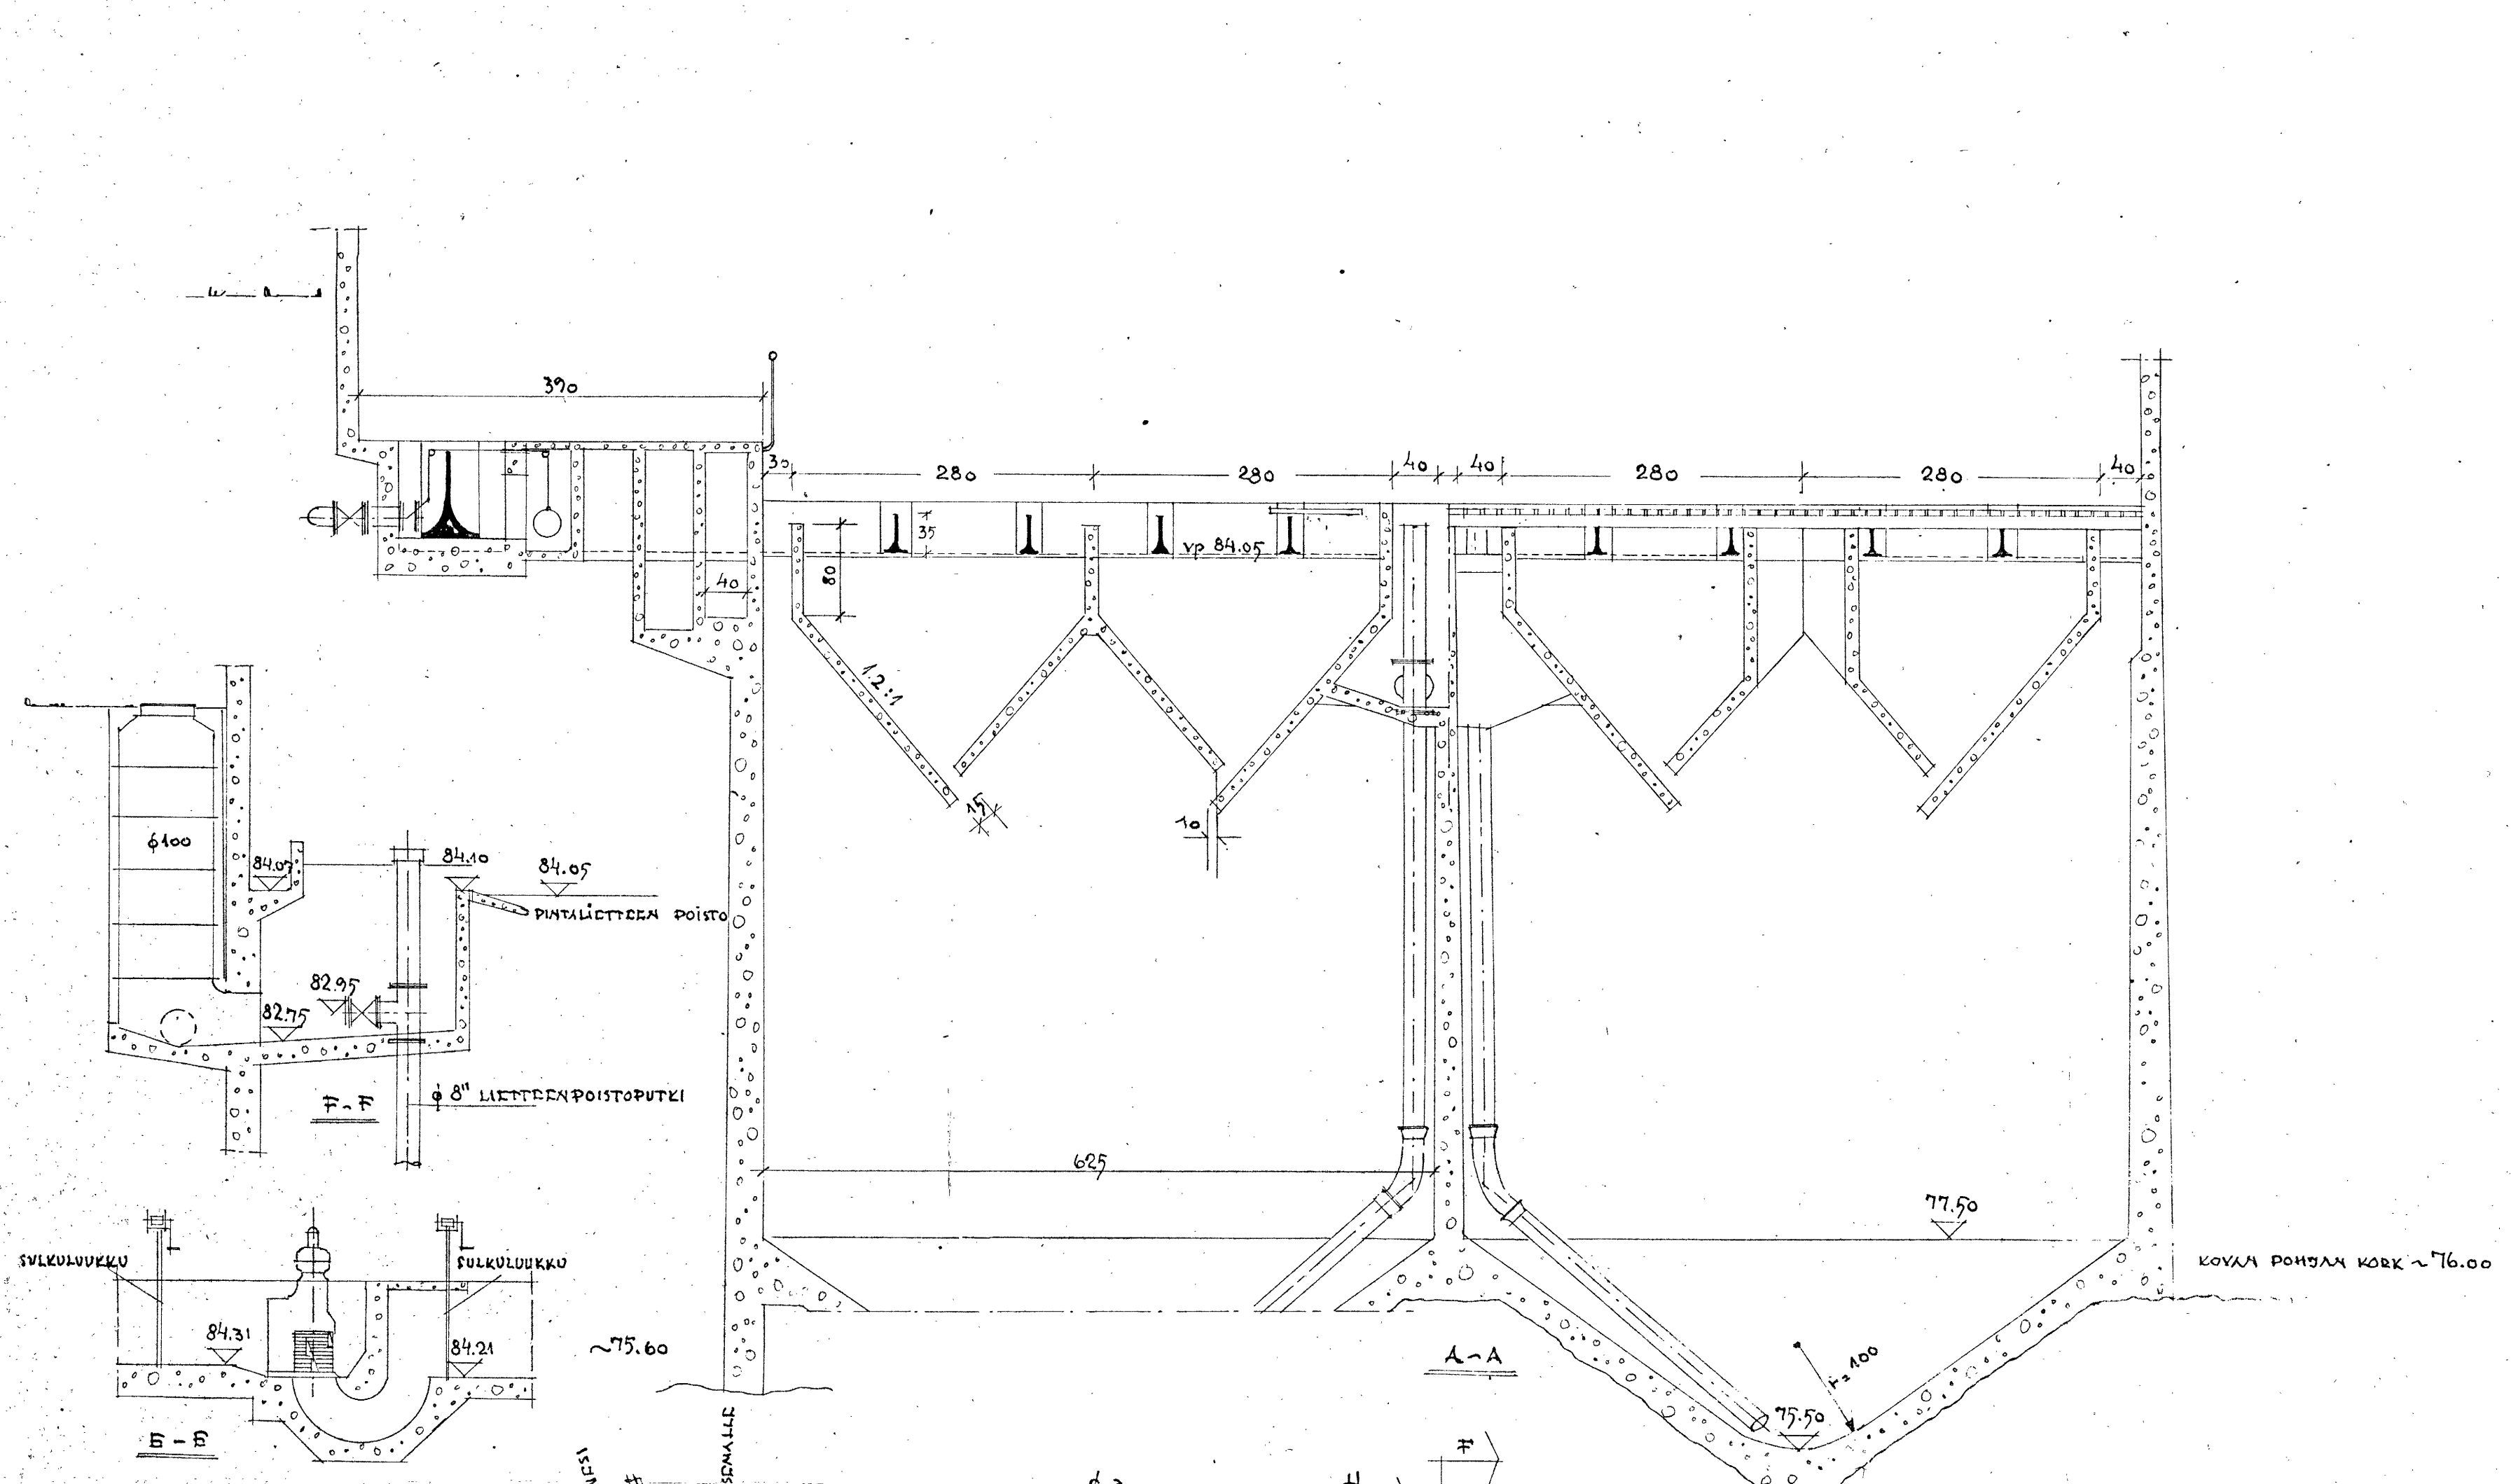 390
30 280 280 40 40 280 280 40
35
vp 84.05
80
40
1.2:1
15
10
φ100
84.07 84.10 84.05
PINTALIETTEEN POISTO
82.95
82.75
F-F
φ 8" LIETTEENPOISTOPUTKI
625
77.50
SULKULUUKKU SULKULUUKKU
KOVAN POHJAN KORK ~ 76.00
84.31 84.21
~75.60
A-A
r=100
75.50
E-E
F